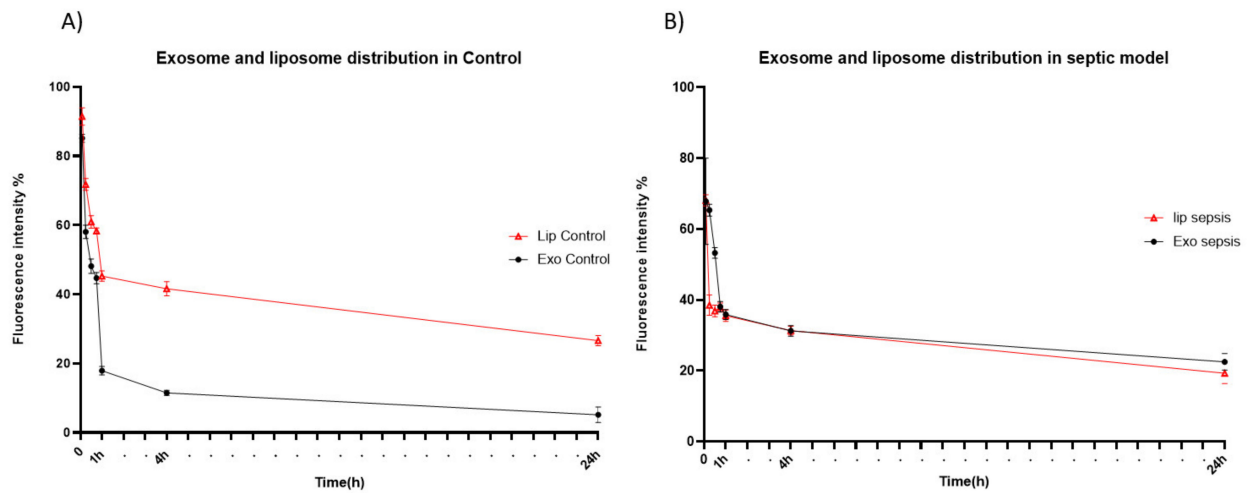 A)
Exosome and liposome distribution in Control
100
80
60
40
20
0
Fluorescence intensity %
Lip Control
Exo Control
0
1h
4h
24h
Time(h)
B)
Exosome and liposome distribution in septic model
100
80
60
40
20
0
Fluorescence intensity %
lip sepsis
Exo sepsis
0
1h
4h
24h
Time(h)